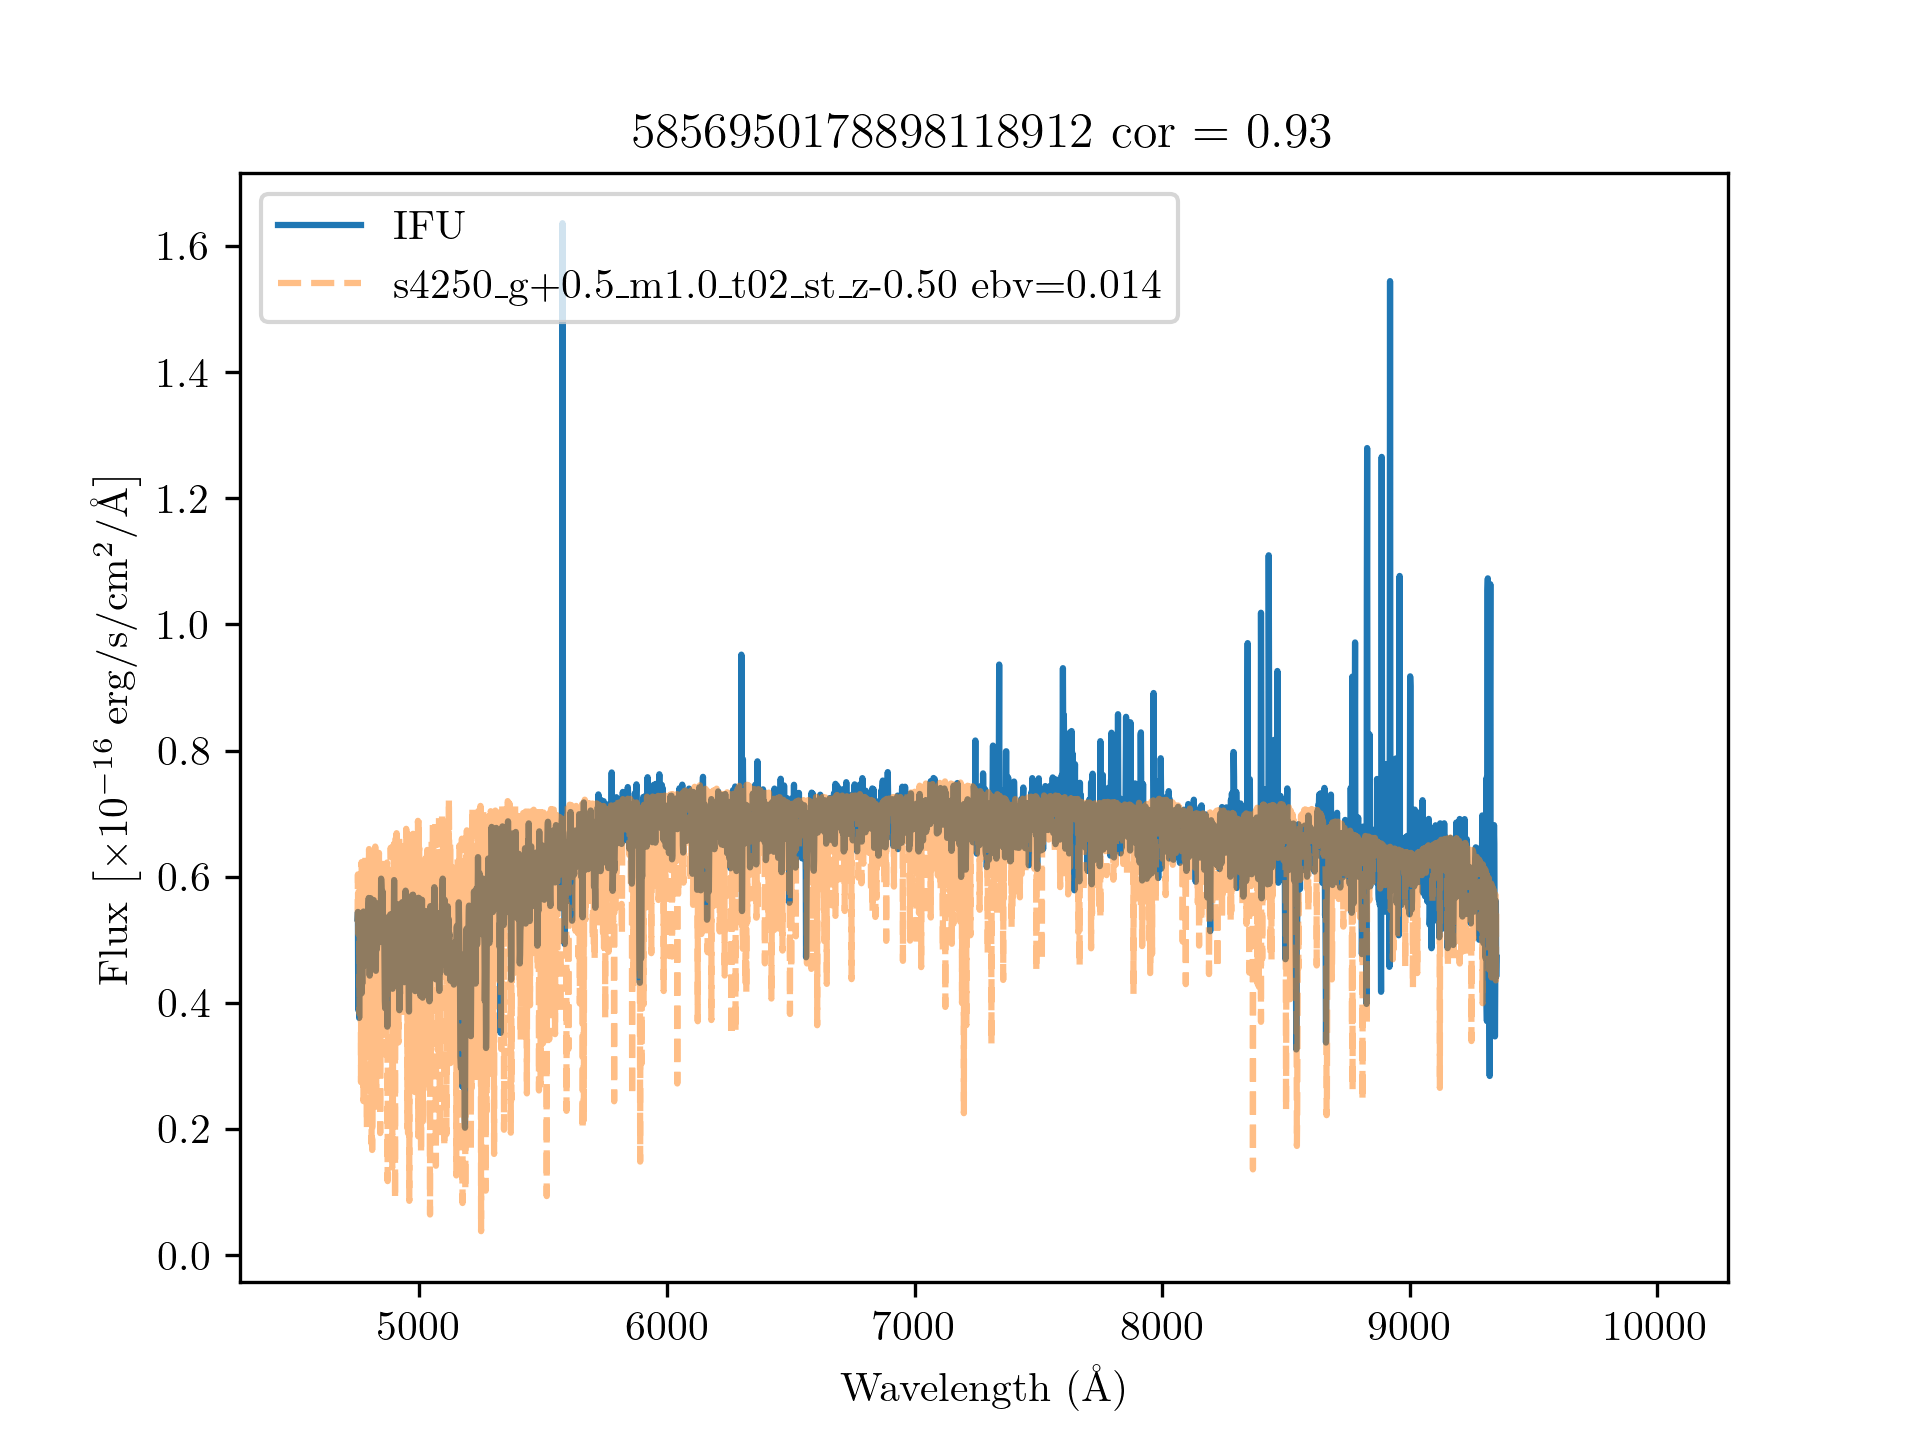 5856950178898118912 cor = 0.93
IFU
s4250_g+0.5_m1.0_t02_st_z-0.50 ebv=0.014
Flux [×10⁻¹⁶ erg/s/cm²/Å]
1.6
1.4
1.2
1.0
0.8
0.6
0.4
0.2
0.0
5000 6000 7000 8000 9000 10000
Wavelength (Å)